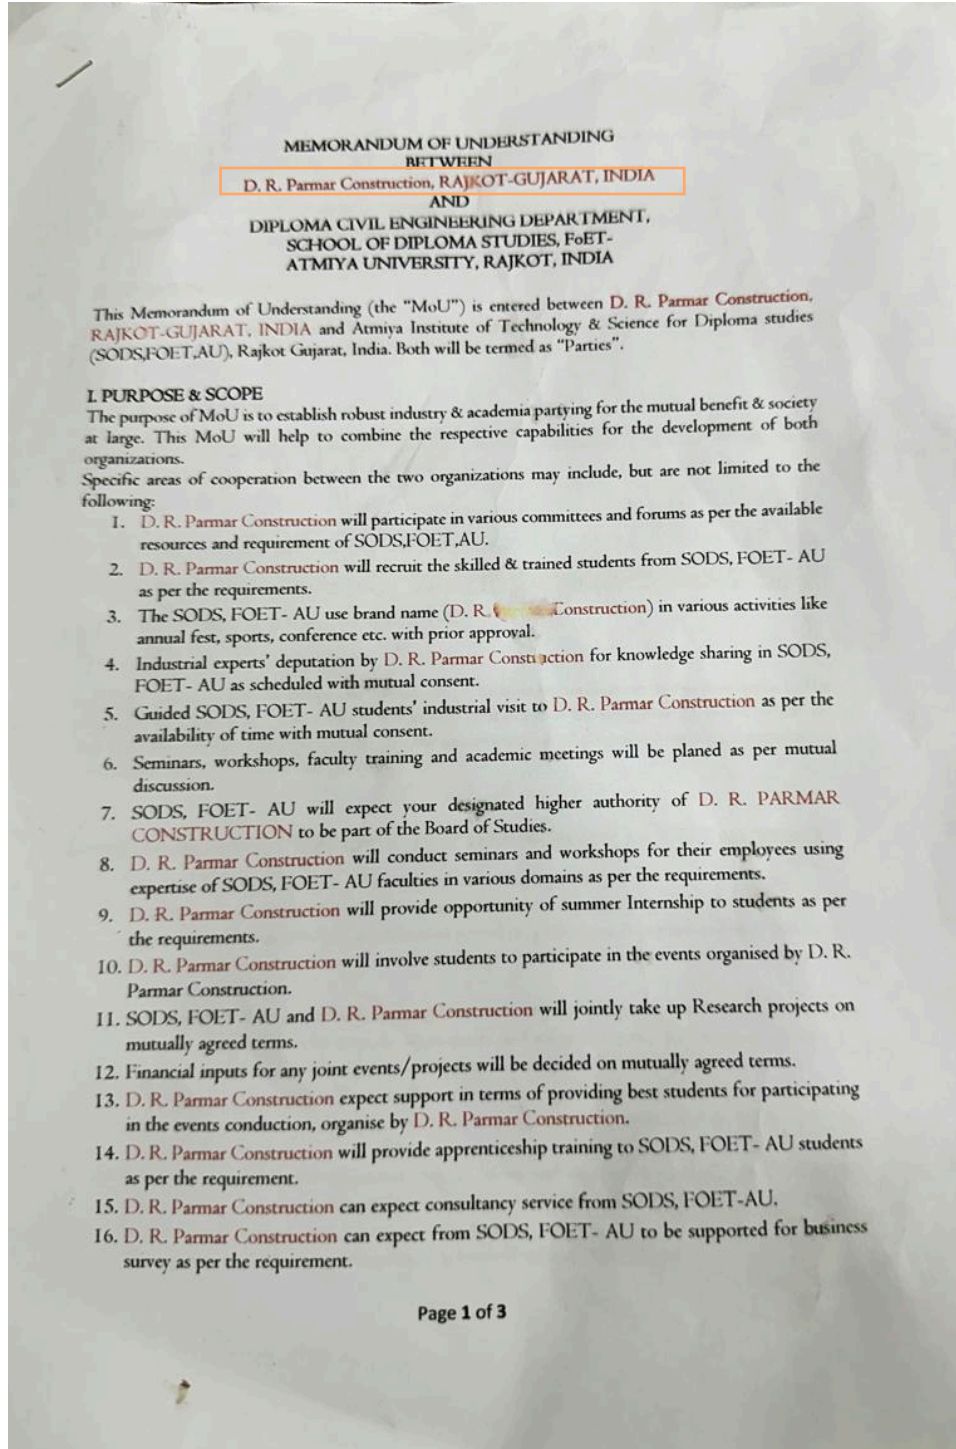 MEMORANDUM OF UNDERSTANDING
BETWEEN
D. R. Parmar Construction, RAJKOT-GUJARAT, INDIA
AND
DIPLOMA CIVIL ENGINEERING DEPARTMENT,
SCHOOL OF DIPLOMA STUDIES, FoET-
ATMIYA UNIVERSITY, RAJKOT, INDIA
This Memorandum of Understanding (the “MoU”) is entered between D. R. Parmar Construction,
RAJKOT-GUJARAT, INDIA and Atmiya Institute of Technology & Science for Diploma studies
(SODS,FOET,AU), Rajkot Gujarat, India. Both will be termed as “Parties”.
I. PURPOSE & SCOPE
The purpose of MoU is to establish robust industry & academia partying for the mutual benefit & society
at large. This MoU will help to combine the respective capabilities for the development of both
organizations.
Specific areas of cooperation between the two organizations may include, but are not limited to the
following:
1. D. R. Parmar Construction will participate in various committees and forums as per the available
resources and requirement of SODS,FOET,AU.
2. D. R. Parmar Construction will recruit the skilled & trained students from SODS, FOET- AU
as per the requirements.
3. The SODS, FOET- AU use brand name (D. R. Construction) in various activities like
annual fest, sports, conference etc. with prior approval.
4. Industrial experts’ deputation by D. R. Parmar Construction for knowledge sharing in SODS,
FOET- AU as scheduled with mutual consent.
5. Guided SODS, FOET- AU students’ industrial visit to D. R. Parmar Construction as per the
availability of time with mutual consent.
6. Seminars, workshops, faculty training and academic meetings will be planed as per mutual
discussion.
7. SODS, FOET- AU will expect your designated higher authority of D. R. PARMAR
CONSTRUCTION to be part of the Board of Studies.
8. D. R. Parmar Construction will conduct seminars and workshops for their employees using
expertise of SODS, FOET- AU faculties in various domains as per the requirements.
9. D. R. Parmar Construction will provide opportunity of summer Internship to students as per
the requirements.
10. D. R. Parmar Construction will involve students to participate in the events organised by D. R.
Parmar Construction.
11. SODS, FOET- AU and D. R. Parmar Construction will jointly take up Research projects on
mutually agreed terms.
12. Financial inputs for any joint events/projects will be decided on mutually agreed terms.
13. D. R. Parmar Construction expect support in terms of providing best students for participating
in the events conduction, organise by D. R. Parmar Construction.
14. D. R. Parmar Construction will provide apprenticeship training to SODS, FOET- AU students
as per the requirement.
15. D. R. Parmar Construction can expect consultancy service from SODS, FOET-AU.
16. D. R. Parmar Construction can expect from SODS, FOET- AU to be supported for business
survey as per the requirement.
Page 1 of 3